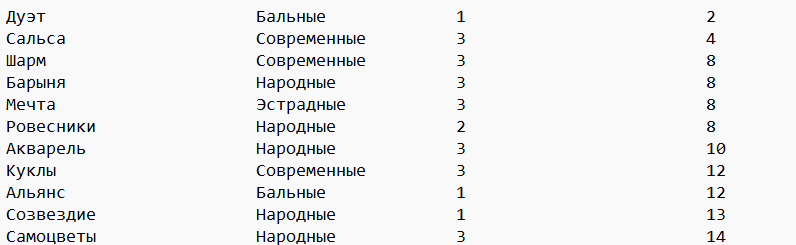 Дуэт Бальные 1 2
Сальса Современные 3 4
Шарм Современные 3 8
Барыня Народные 3 8
Мечта Эстрадные 3 8
Ровесники Народные 2 8
Акварель Народные 3 10
Куклы Современные 3 12
Альянс Бальные 1 12
Созвездие Народные 1 13
Самоцветы Народные 3 14